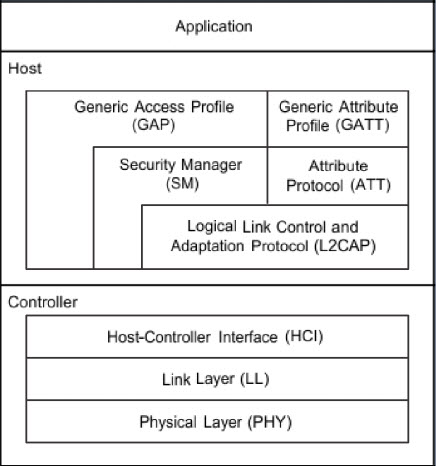 Application
Host
Generic Access Profile
(GAP)
Generic Attribute
Profile (GATT)
Security Manager
(SM)
Attribute
Protocol (ATT)
Logical Link Control and
Adaptation Protocol (L2CAP)
Controller
Host-Controller Interface (HCI)
Link Layer (LL)
Physical Layer (PHY)